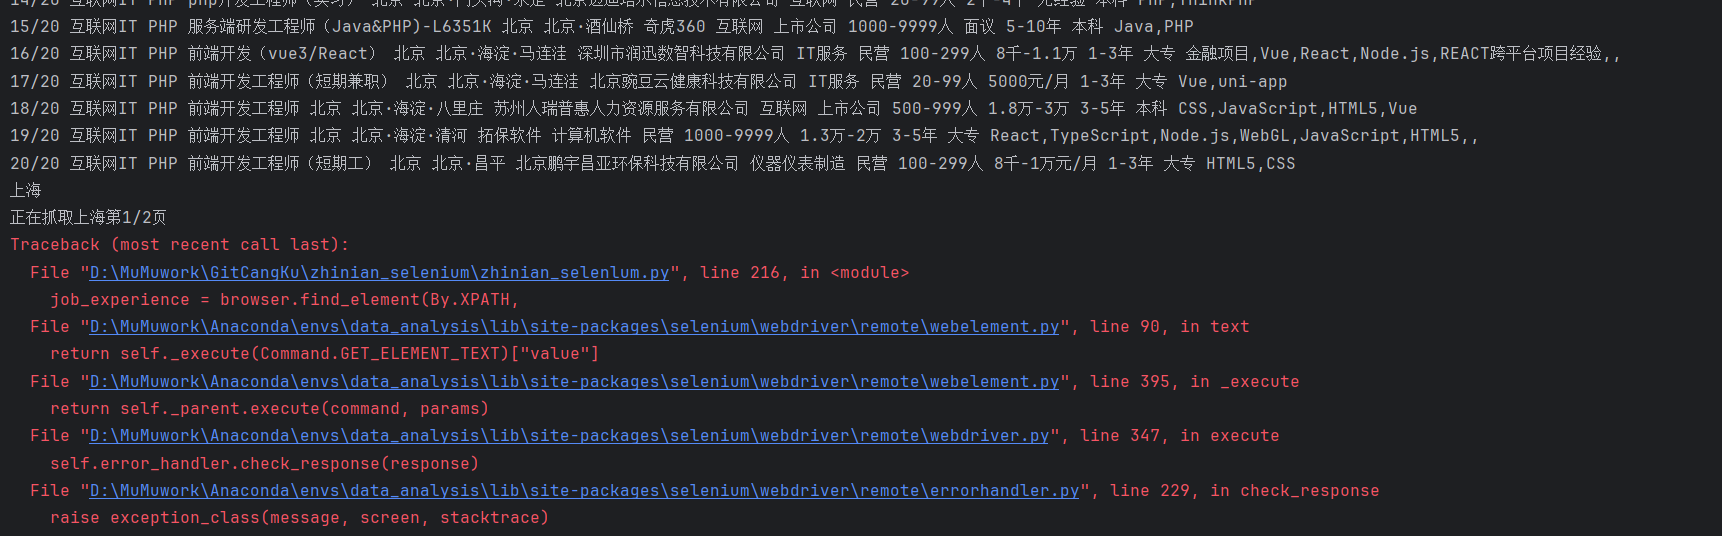 15/20 互联网IT PHP 服务端研发工程师（Java&PHP)-L6351K 北京 北京·酒仙桥 奇虎360 互联网 上市公司 1000-9999人 面议 5-10年 本科 Java,PHP
16/20 互联网IT PHP 前端开发（vue3/React） 北京 北京·海淀·马连洼 深圳市润迅数智科技有限公司 IT服务 民营 100-299人 8千-1.1万 1-3年 大专 金融项目,Vue,React,Node.js,REACT跨平台项目经验,,
17/20 互联网IT PHP 前端开发工程师（短期兼职） 北京 北京·海淀·马连洼 北京豌豆云健康科技有限公司 IT服务 民营 20-99人 5000元/月 1-3年 大专 Vue,uni-app
18/20 互联网IT PHP 前端开发工程师 北京 北京·海淀·八里庄 苏州人瑞普惠人力资源服务有限公司 互联网 上市公司 500-999人 1.8万-3万 3-5年 本科 CSS,JavaScript,HTML5,Vue
19/20 互联网IT PHP 前端开发工程师 北京 北京·海淀·清河 拓保软件 计算机软件 民营 1000-9999人 1.3万-2万 3-5年 大专 React,TypeScript,Node.js,WebGL,JavaScript,HTML5,,
20/20 互联网IT PHP 前端开发工程师（短期工） 北京 北京·昌平 北京鹏宇昌亚环保科技有限公司 仪器仪表制造 民营 100-299人 8千-1万元/月 1-3年 大专 HTML5,CSS
上海
正在抓取上海第1/2页
Traceback (most recent call last):
  File "D:\MuMuwork\GitCangKu\zhinian_selenium\zhinian_selenlum.py", line 216, in <module>
    job_experience = browser.find_element(By.XPATH,
  File "D:\MuMuwork\Anaconda\envs\data_analysis\lib\site-packages\selenium\webdriver\remote\webelement.py", line 90, in text
    return self._execute(Command.GET_ELEMENT_TEXT)["value"]
  File "D:\MuMuwork\Anaconda\envs\data_analysis\lib\site-packages\selenium\webdriver\remote\webelement.py", line 395, in _execute
    return self._parent.execute(command, params)
  File "D:\MuMuwork\Anaconda\envs\data_analysis\lib\site-packages\selenium\webdriver\remote\webdriver.py", line 347, in execute
    self.error_handler.check_response(response)
  File "D:\MuMuwork\Anaconda\envs\data_analysis\lib\site-packages\selenium\webdriver\remote\errorhandler.py", line 229, in check_response
    raise exception_class(message, screen, stacktrace)